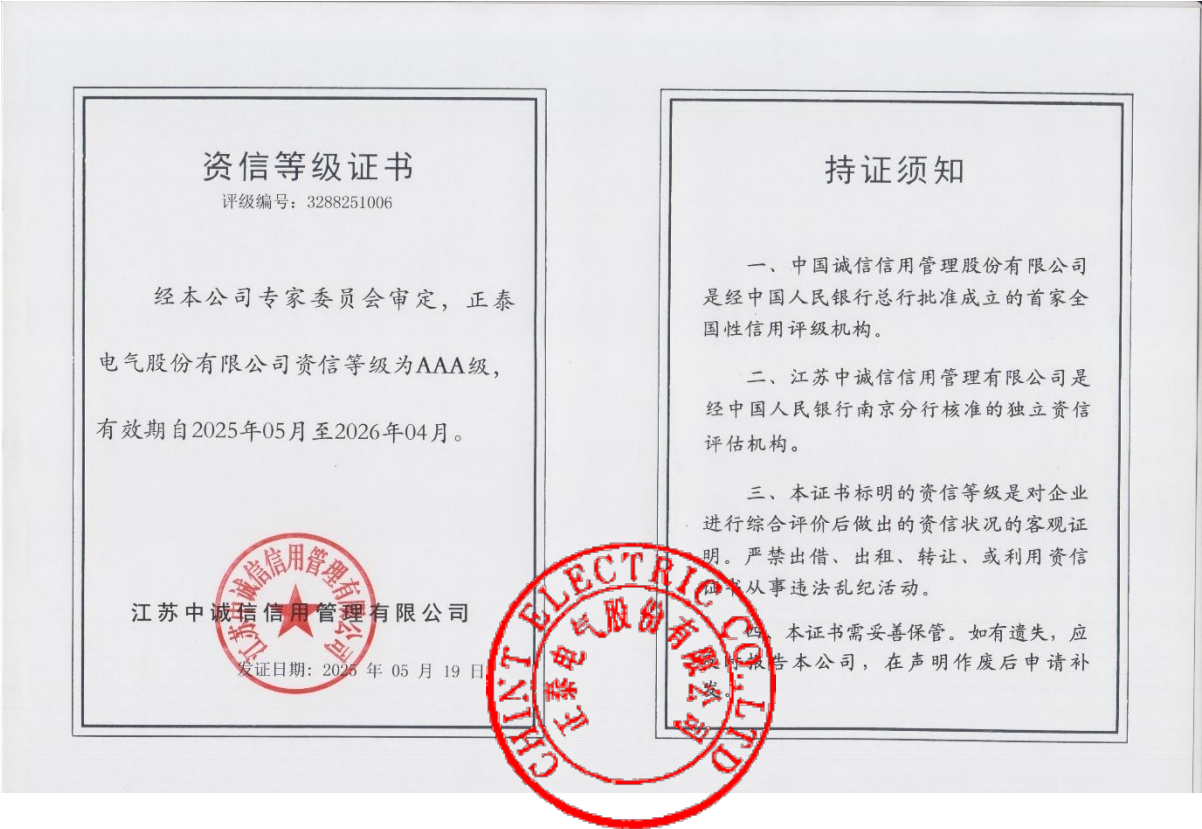 资信等级证书
评级编号：3288251006
经本公司专家委员会审定，正泰
电气股份有限公司资信等级为AAA级，
有效期自2025年05月至2026年04月。
江苏中诚信信用管理有限公司
江苏中诚信信用管理有限公司
发证日期：2025 年 05 月 19 日
持证须知
一、中国诚信信用管理股份有限公司
是经中国人民银行总行批准成立的首家全
国性信用评级机构。
二、江苏中诚信信用管理有限公司是
经中国人民银行南京分行核准的独立资信
评估机构。
三、本证书标明的资信等级是对企业
进行综合评价后做出的资信状况的客观证
明。严禁出借、出租、转让、或利用资信
证书从事违法乱纪活动。
四、本证书需妥善保管。如有遗失，应
报告本公司，在声明作废后申请补
发。
CHINT ELECTRIC CO.,LTD
正泰电气股份有限公司